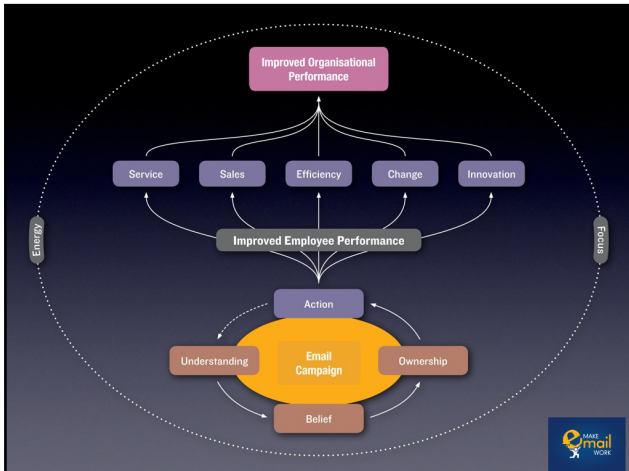 Improved Organisational
Performance
Service
Sales
Efficiency
Change
Innovation
Energy
Improved Employee Performance
Focus
Action
Understanding
Email
Campaign
Ownership
Belief
MAKE
email
WORK